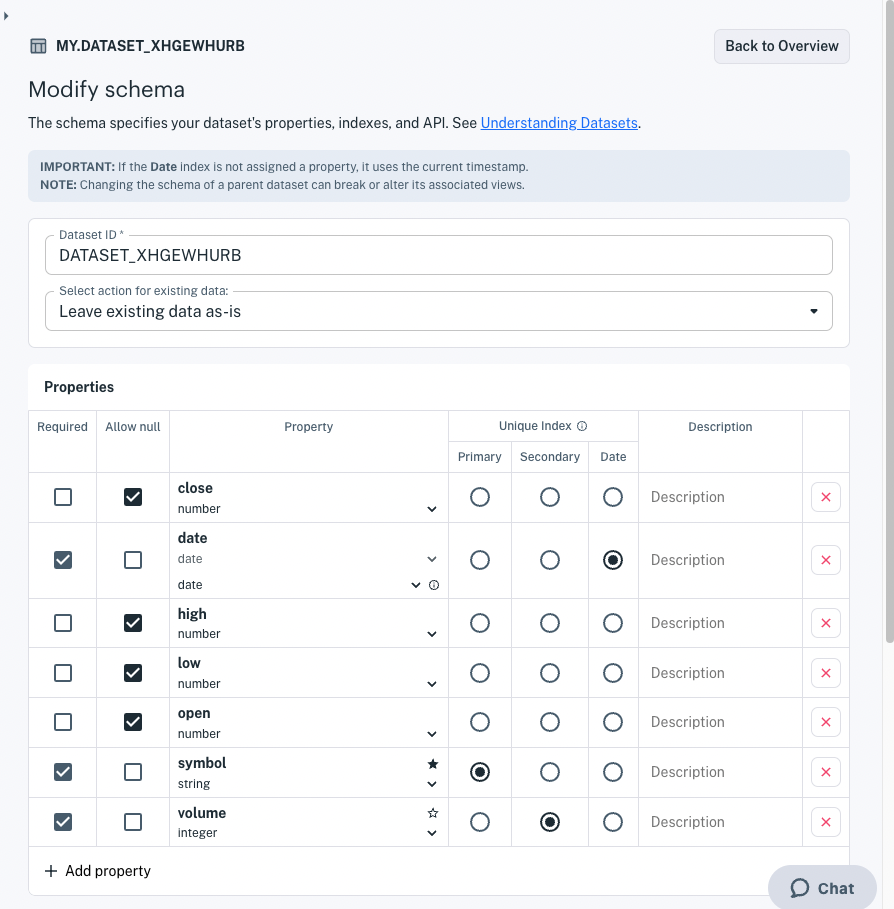 MY.DATASET_XHGEWHURB
Back to Overview
Modify schema
The schema specifies your dataset's properties, indexes, and API. See Understanding Datasets.
IMPORTANT: If the Date index is not assigned a property, it uses the current timestamp.
NOTE: Changing the schema of a parent dataset can break or alter its associated views.
Dataset ID *
DATASET_XHGEWHURB
Select action for existing data:
Leave existing data as-is
Properties
Required Allow null Property Unique Index Description
Primary Secondary Date
close
number
Description
date
date
date
Description
high
number
Description
low
number
Description
open
number
Description
symbol
string
Description
volume
integer
Description
Add property
Chat